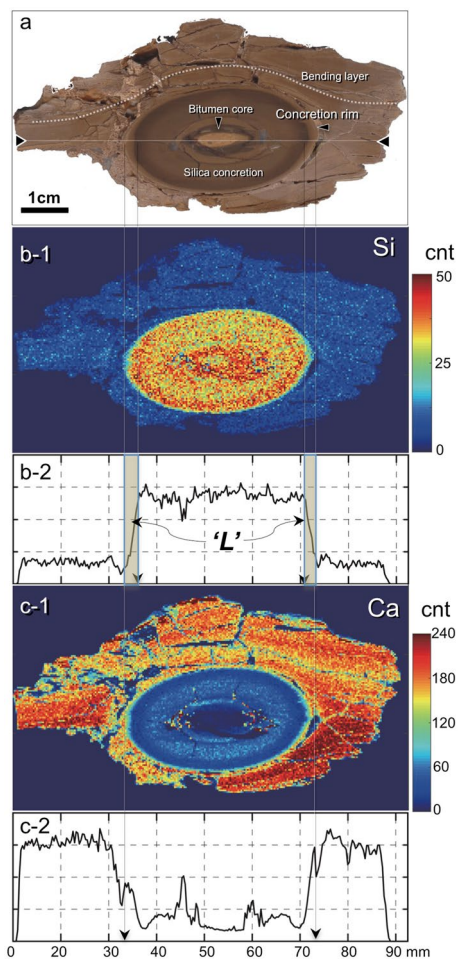 a
Bending layer
Bitumen core
Concretion rim
Silica concretion
1cm
b-1
Si
cnt
50
25
0
b-2
'L'
c-1
Ca
cnt
240
180
120
60
0
c-2
0 10 20 30 40 50 60 70 80 90 mm